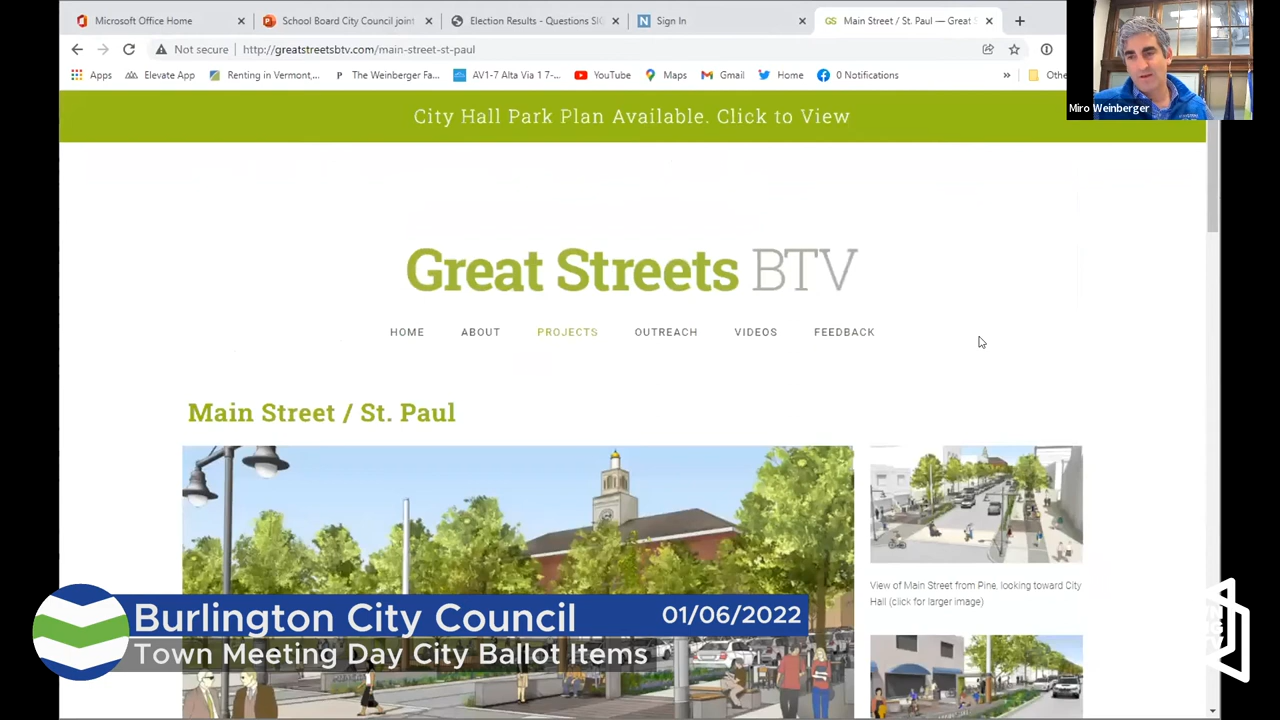 Microsoft Office Home
School Board City Council joint
Election Results - Questions SI
Sign In
GS Main Street / St. Paul — Great S
Not secure
http://greatstreetsbtv.com/main-street-st-paul
Apps
Elevate App
Renting in Vermont,...
The Weinberger Fa...
AV1-7 Alta Via 1 7-...
YouTube
Maps
Gmail
Home
0 Notifications
»
Othe
Miro Weinberger
City Hall Park Plan Available. Click to View
Great Streets BTV
HOME ABOUT PROJECTS OUTREACH VIDEOS FEEDBACK
Main Street / St. Paul
View of Main Street from Pine, looking toward City
Hall (click for larger image)
Burlington City Council 01/06/2022
Town Meeting Day City Ballot Items